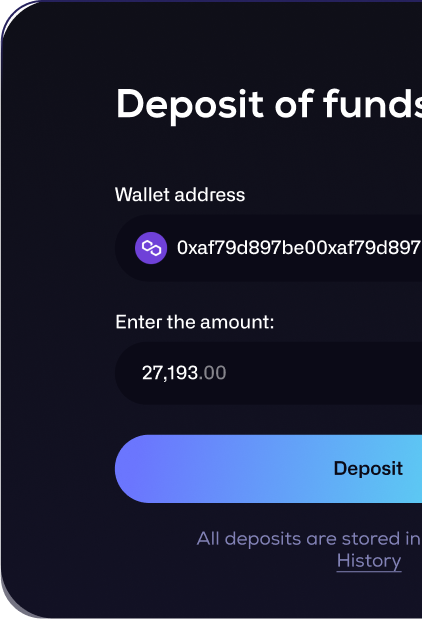 Deposit of funds
Wallet address
0xaf79d897be00xaf79d897
Enter the amount:
27,193.00
Deposit
All deposits are stored in
History